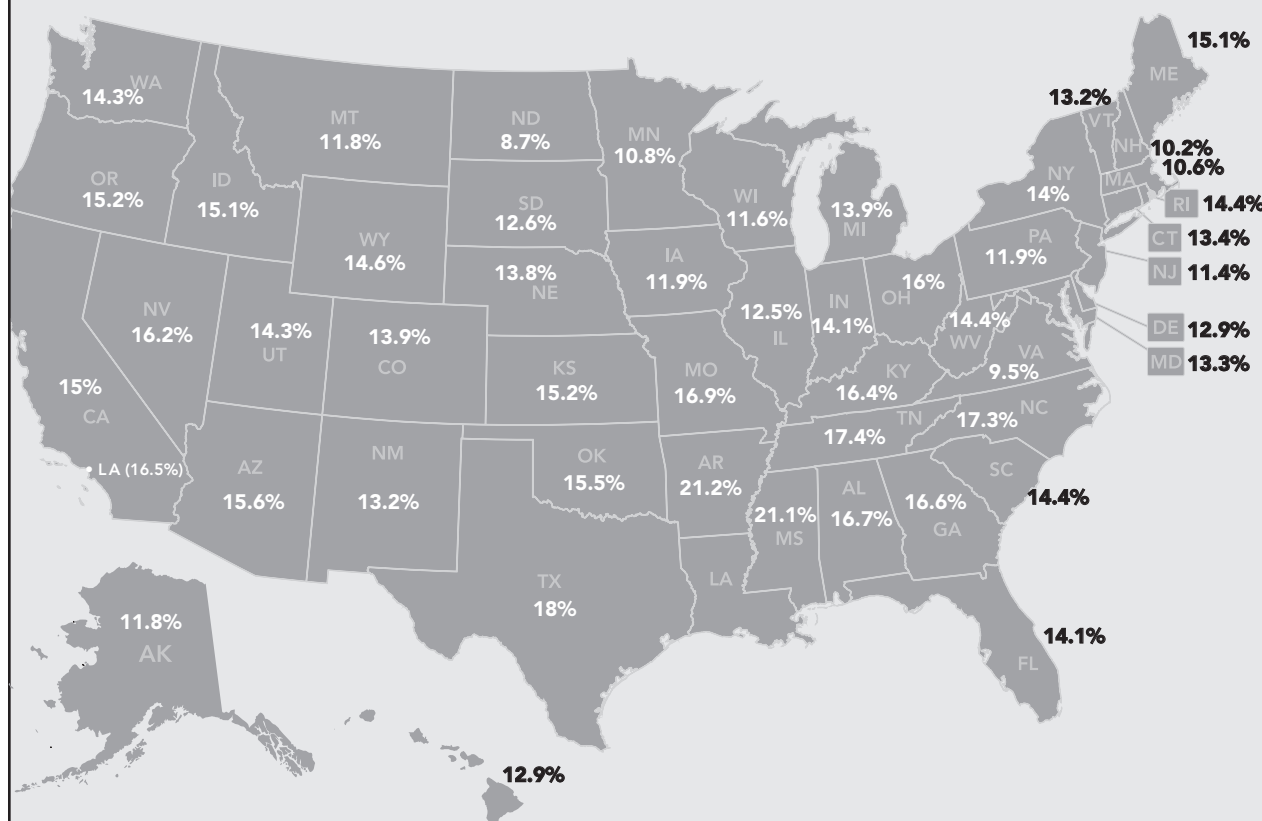 15.1%
ME
WA
14.3%
13.2%
VT
MT
11.8%
ND
8.7%
MN
10.8%
NH
10.2%
10.6%
OR
15.2%
ID
15.1%
SD
12.6%
WI
11.6%
13.9%
MI
NY
14%
MA
RI 14.4%
WY
14.6%
CT 13.4%
PA
11.9%
13.8%
NE
IA
11.9%
NJ 11.4%
NV
16.2%
14.3%
UT
13.9%
CO
12.5%
IL
IN
14.1%
16%
OH
14.4%
WV
DE 12.9%
MD 13.3%
VA
9.5%
15%
CA
KS
15.2%
MO
16.9%
KY
16.4%
TN
17.4%
NC
17.3%
LA (16.5%)
AZ
15.6%
NM
13.2%
OK
15.5%
AR
21.2%
21.1%
MS
AL
16.7%
16.6%
GA
SC
14.4%
TX
18%
LA
11.8%
AK
14.1%
FL
12.9%